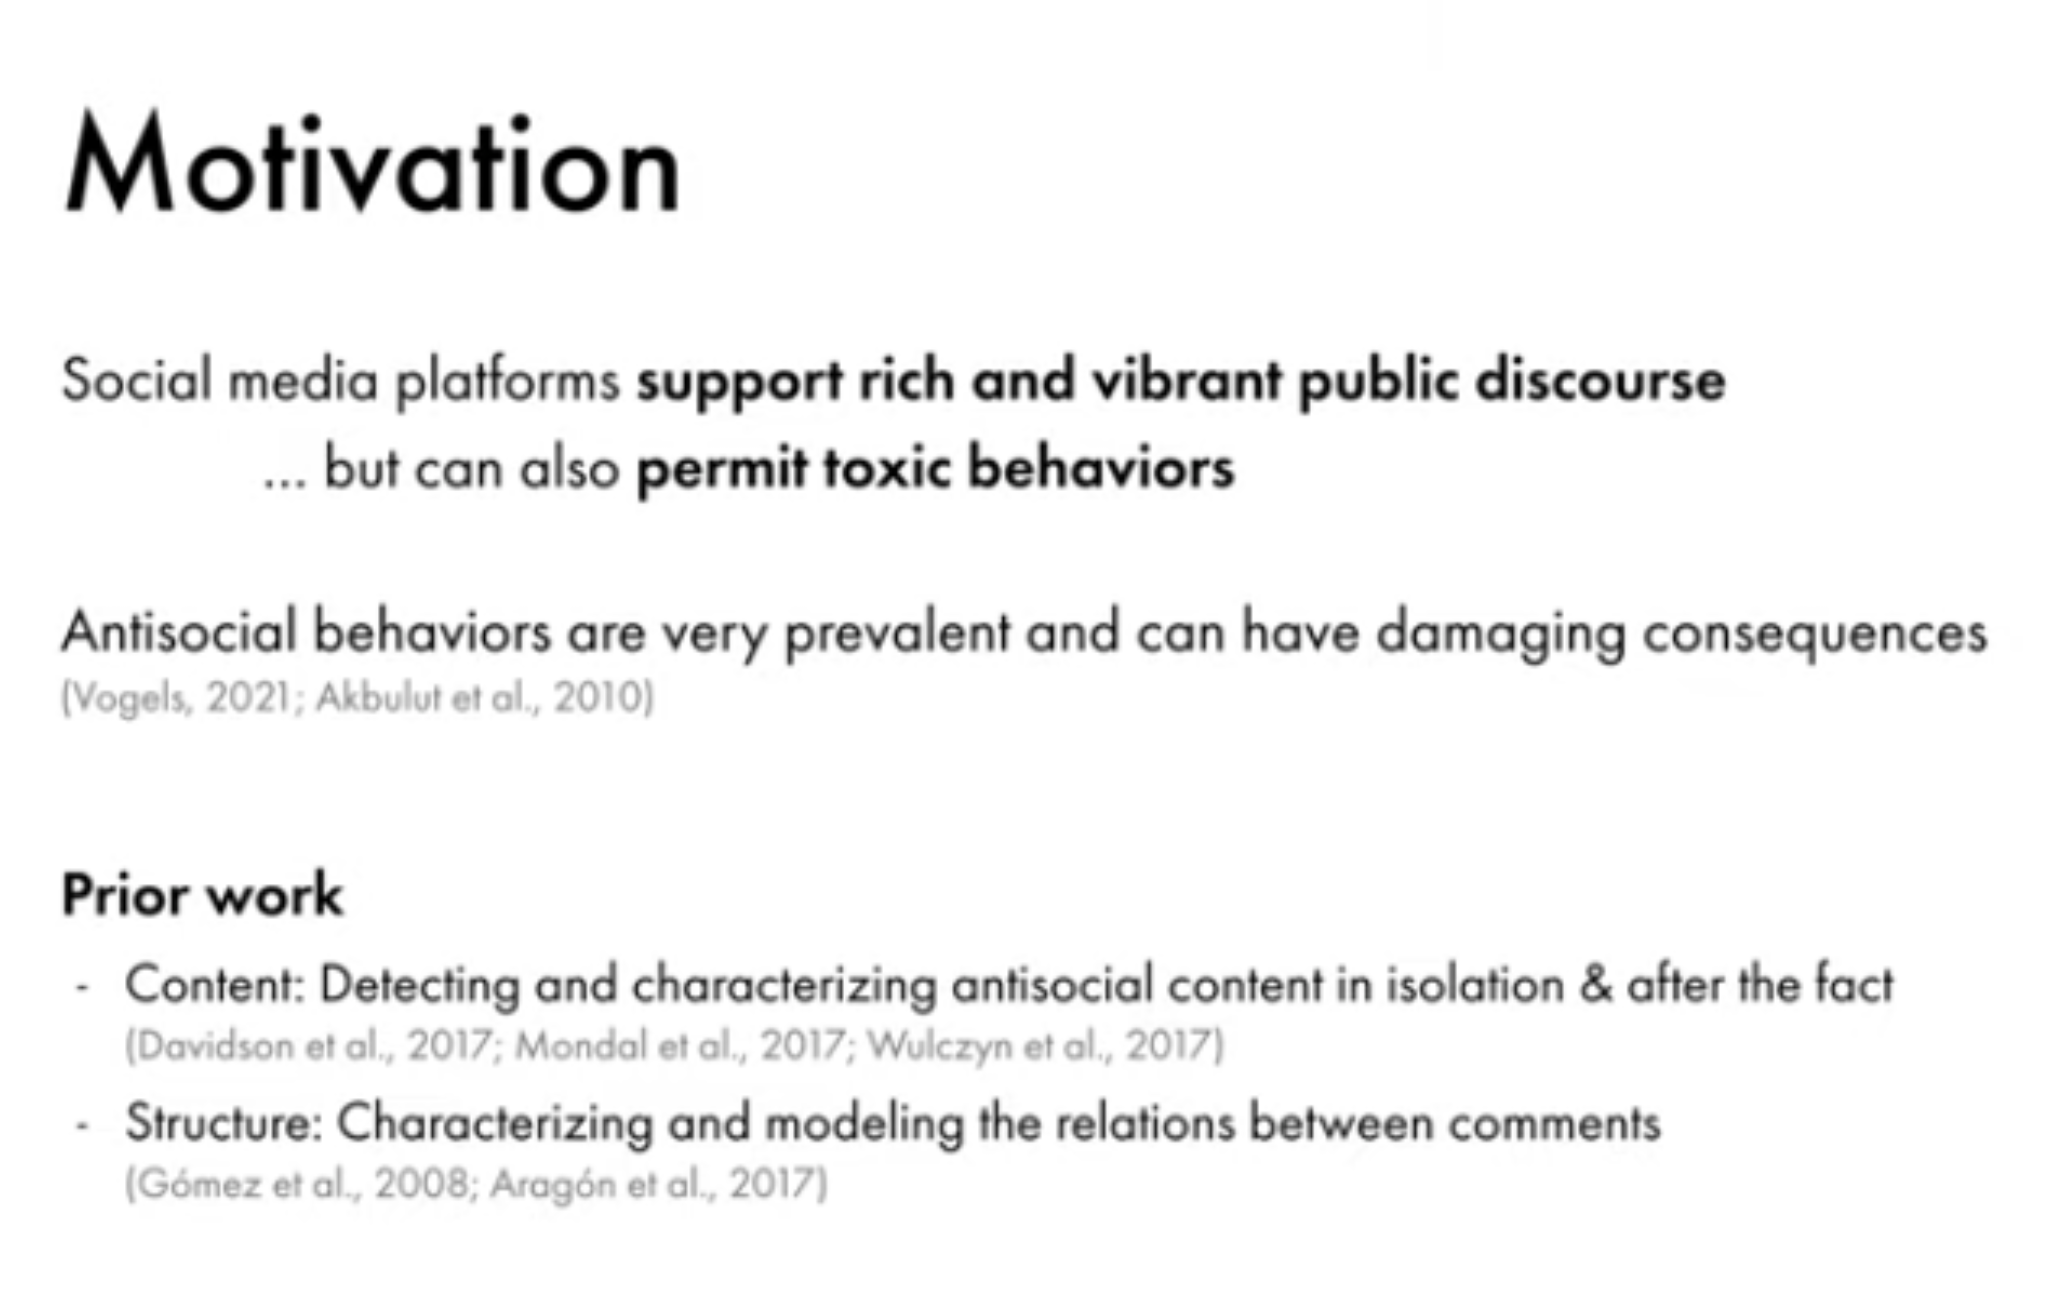 Motivation
Social media platforms support rich and vibrant public discourse
... but can also permit toxic behaviors
Antisocial behaviors are very prevalent and can have damaging consequences
(Vogels, 2021; Akbulut et al., 2010)
Prior work
- Content: Detecting and characterizing antisocial content in isolation & after the fact
(Davidson et al., 2017; Mondal et al., 2017; Wulczyn et al., 2017)
- Structure: Characterizing and modeling the relations between comments
(Gómez et al., 2008; Aragón et al., 2017)